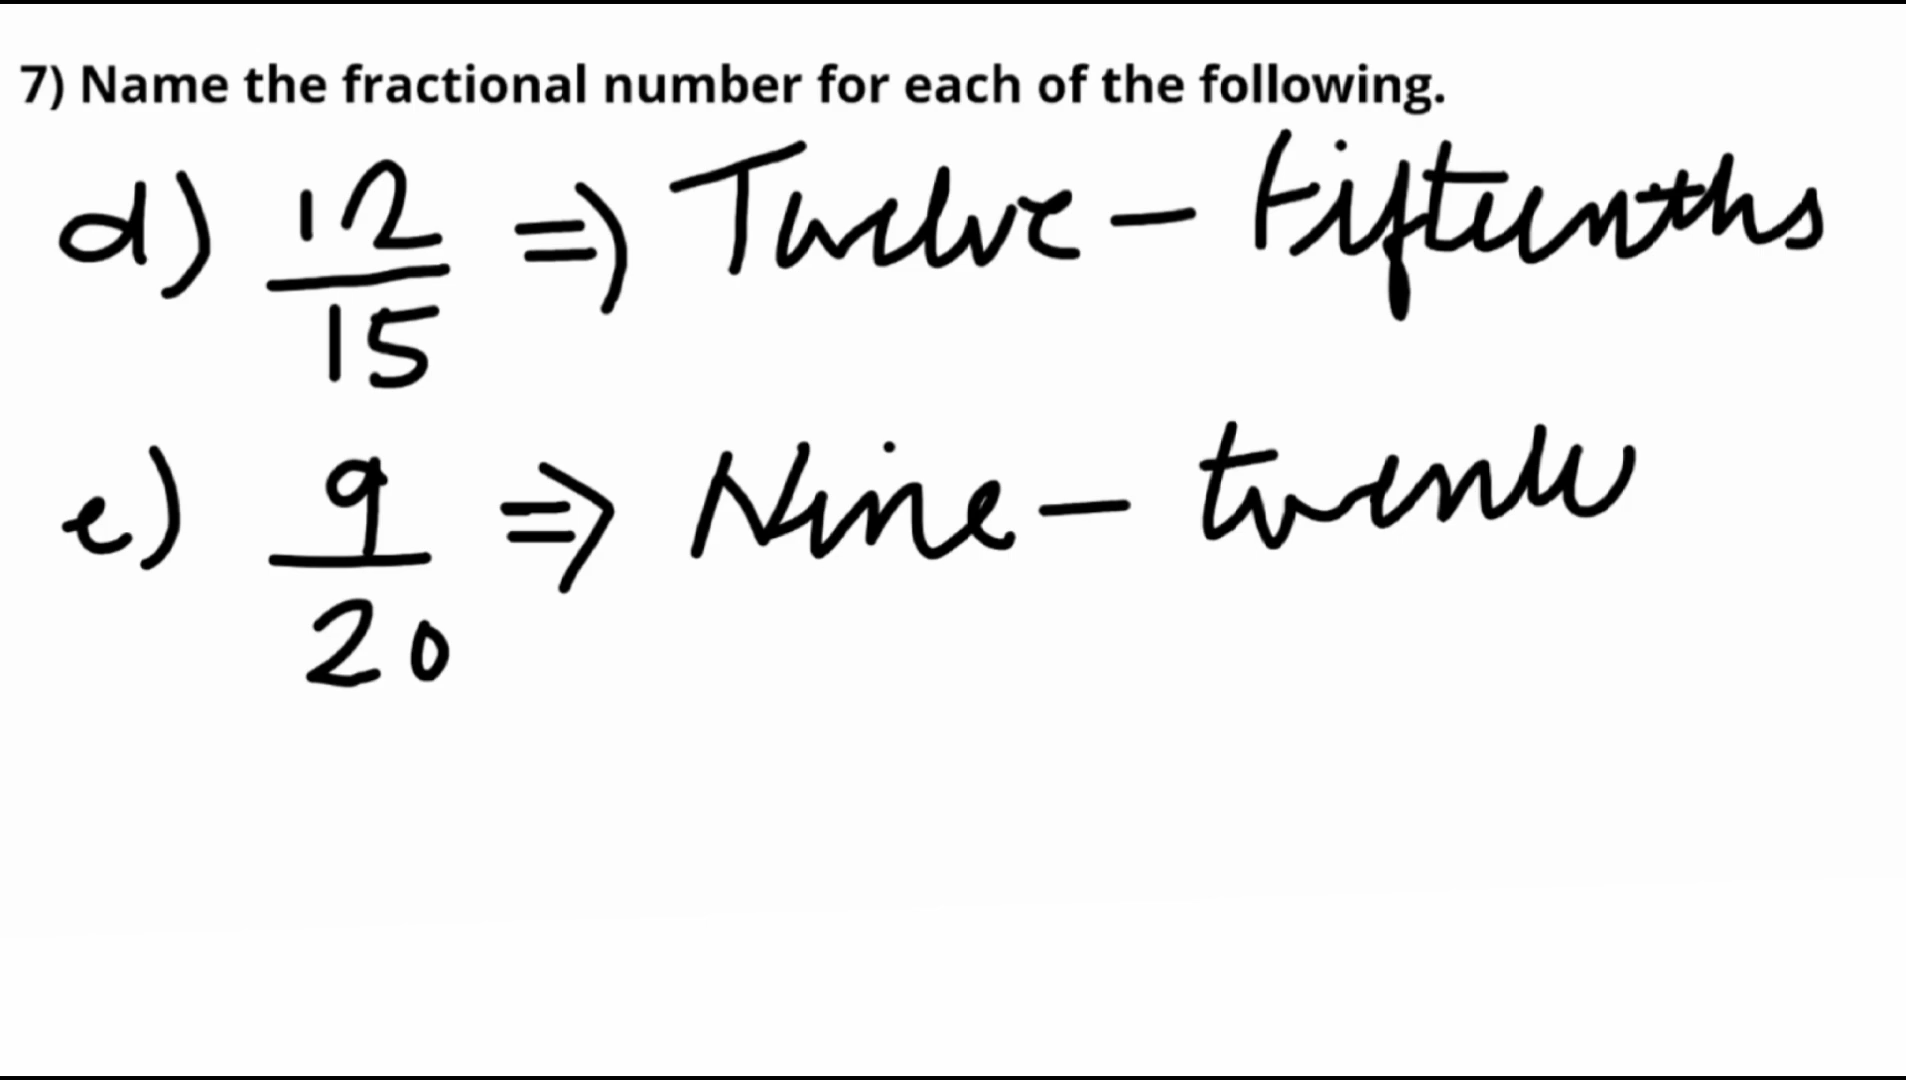 7) Name the fractional number for each of the following.
d) 12/15 => Twelve - Fifteenths
e) 9/20 => Nine -